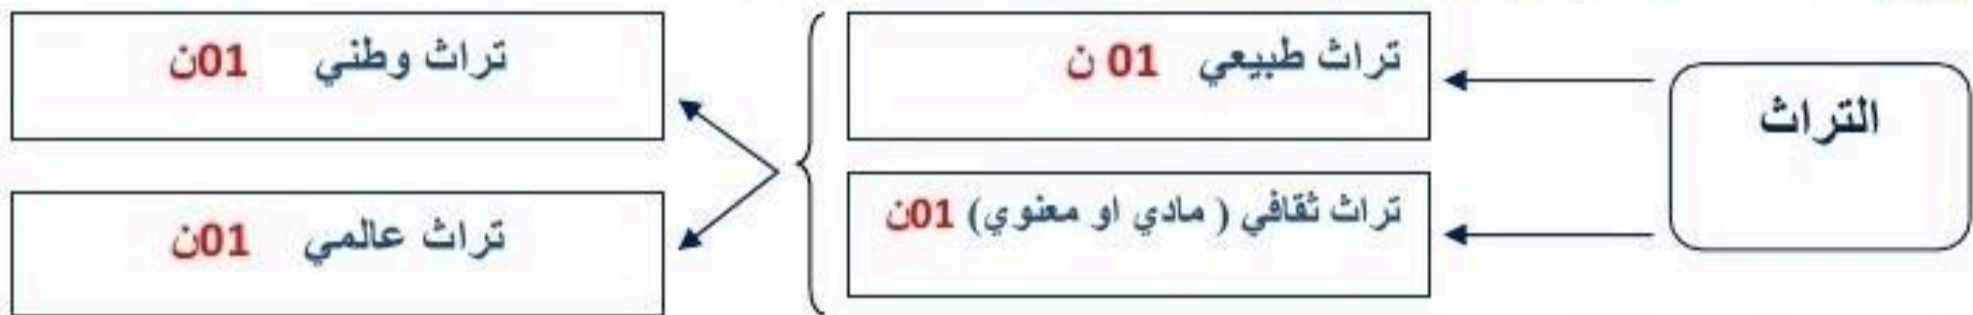 التراث
تراث طبيعي 01 ن
تراث ثقافي ( مادي او معنوي) 01ن
تراث وطني 01ن
تراث عالمي 01ن